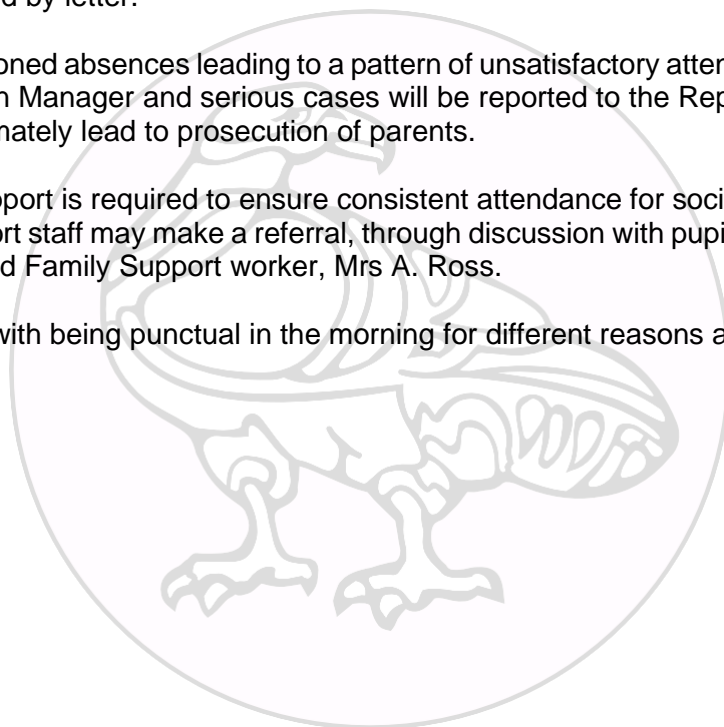 d by letter.
oned absences leading to a pattern of unsatisfactory atter
n Manager and serious cases will be reported to the Rep
mately lead to prosecution of parents.
port is required to ensure consistent attendance for soci
rt staff may make a referral, through discussion with pupi
d Family Support worker, Mrs A. Ross.
with being punctual in the morning for different reasons a